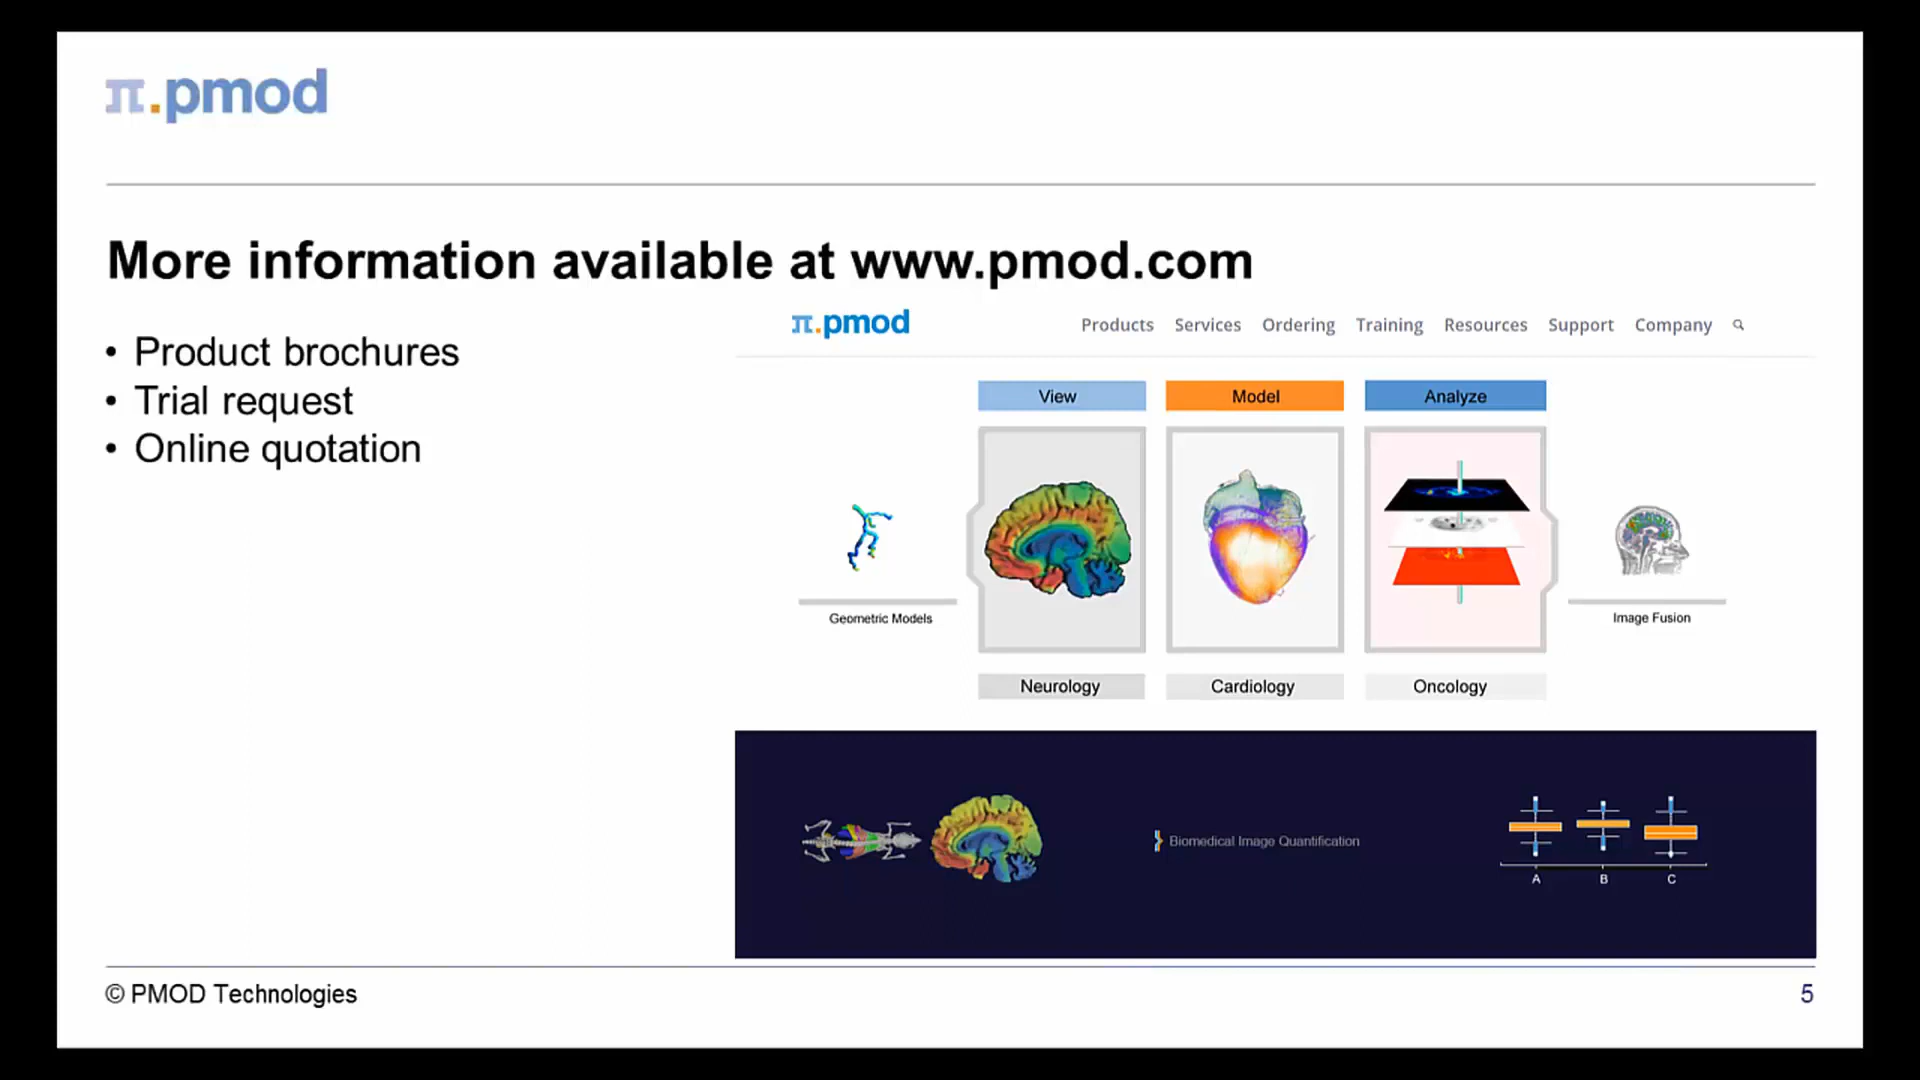 π.pmod
More information available at www.pmod.com
• Product brochures
• Trial request
• Online quotation
π.pmod Products Services Ordering Training Resources Support Company
View Model Analyze
Geometric Models Image Fusion
Neurology Cardiology Oncology
Biomedical Image Quantification
A B C
© PMOD Technologies 5